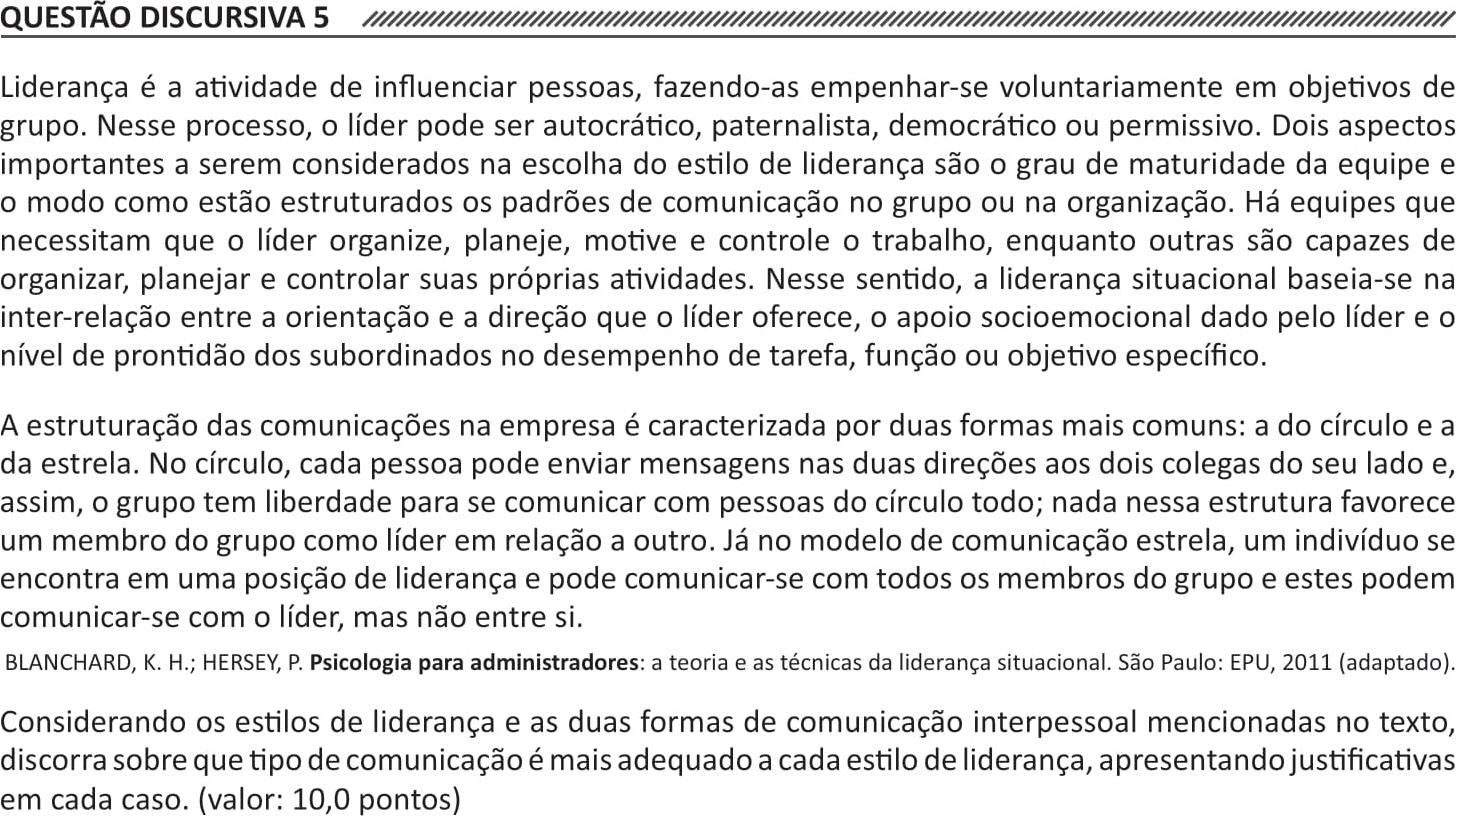 QUESTÃO DISCURSIVA 5
Liderança é a atividade de influenciar pessoas, fazendo-as empenhar-se voluntariamente em objetivos de
grupo. Nesse processo, o líder pode ser autocrático, paternalista, democrático ou permissivo. Dois aspectos
importantes a serem considerados na escolha do estilo de liderança são o grau de maturidade da equipe e
o modo como estão estruturados os padrões de comunicação no grupo ou na organização. Há equipes que
necessitam que o líder organize, planeje, motive e controle o trabalho, enquanto outras são capazes de
organizar, planejar e controlar suas próprias atividades. Nesse sentido, a liderança situacional baseia-se na
inter-relação entre a orientação e a direção que o líder oferece, o apoio socioemocional dado pelo líder e o
nível de prontidão dos subordinados no desempenho de tarefa, função ou objetivo específico.
A estruturação das comunicações na empresa é caracterizada por duas formas mais comuns: a do círculo e a
da estrela. No círculo, cada pessoa pode enviar mensagens nas duas direções aos dois colegas do seu lado e,
assim, o grupo tem liberdade para se comunicar com pessoas do círculo todo; nada nessa estrutura favorece
um membro do grupo como líder em relação a outro. Já no modelo de comunicação estrela, um indivíduo se
encontra em uma posição de liderança e pode comunicar-se com todos os membros do grupo e estes podem
comunicar-se com o líder, mas não entre si.
BLANCHARD, K. H.; HERSEY, P. Psicologia para administradores: a teoria e as técnicas da liderança situacional. São Paulo: EPU, 2011 (adaptado).
Considerando os estilos de liderança e as duas formas de comunicação interpessoal mencionadas no texto,
discorra sobre que tipo de comunicação é mais adequado a cada estilo de liderança, apresentando justificativas
em cada caso. (valor: 10,0 pontos)